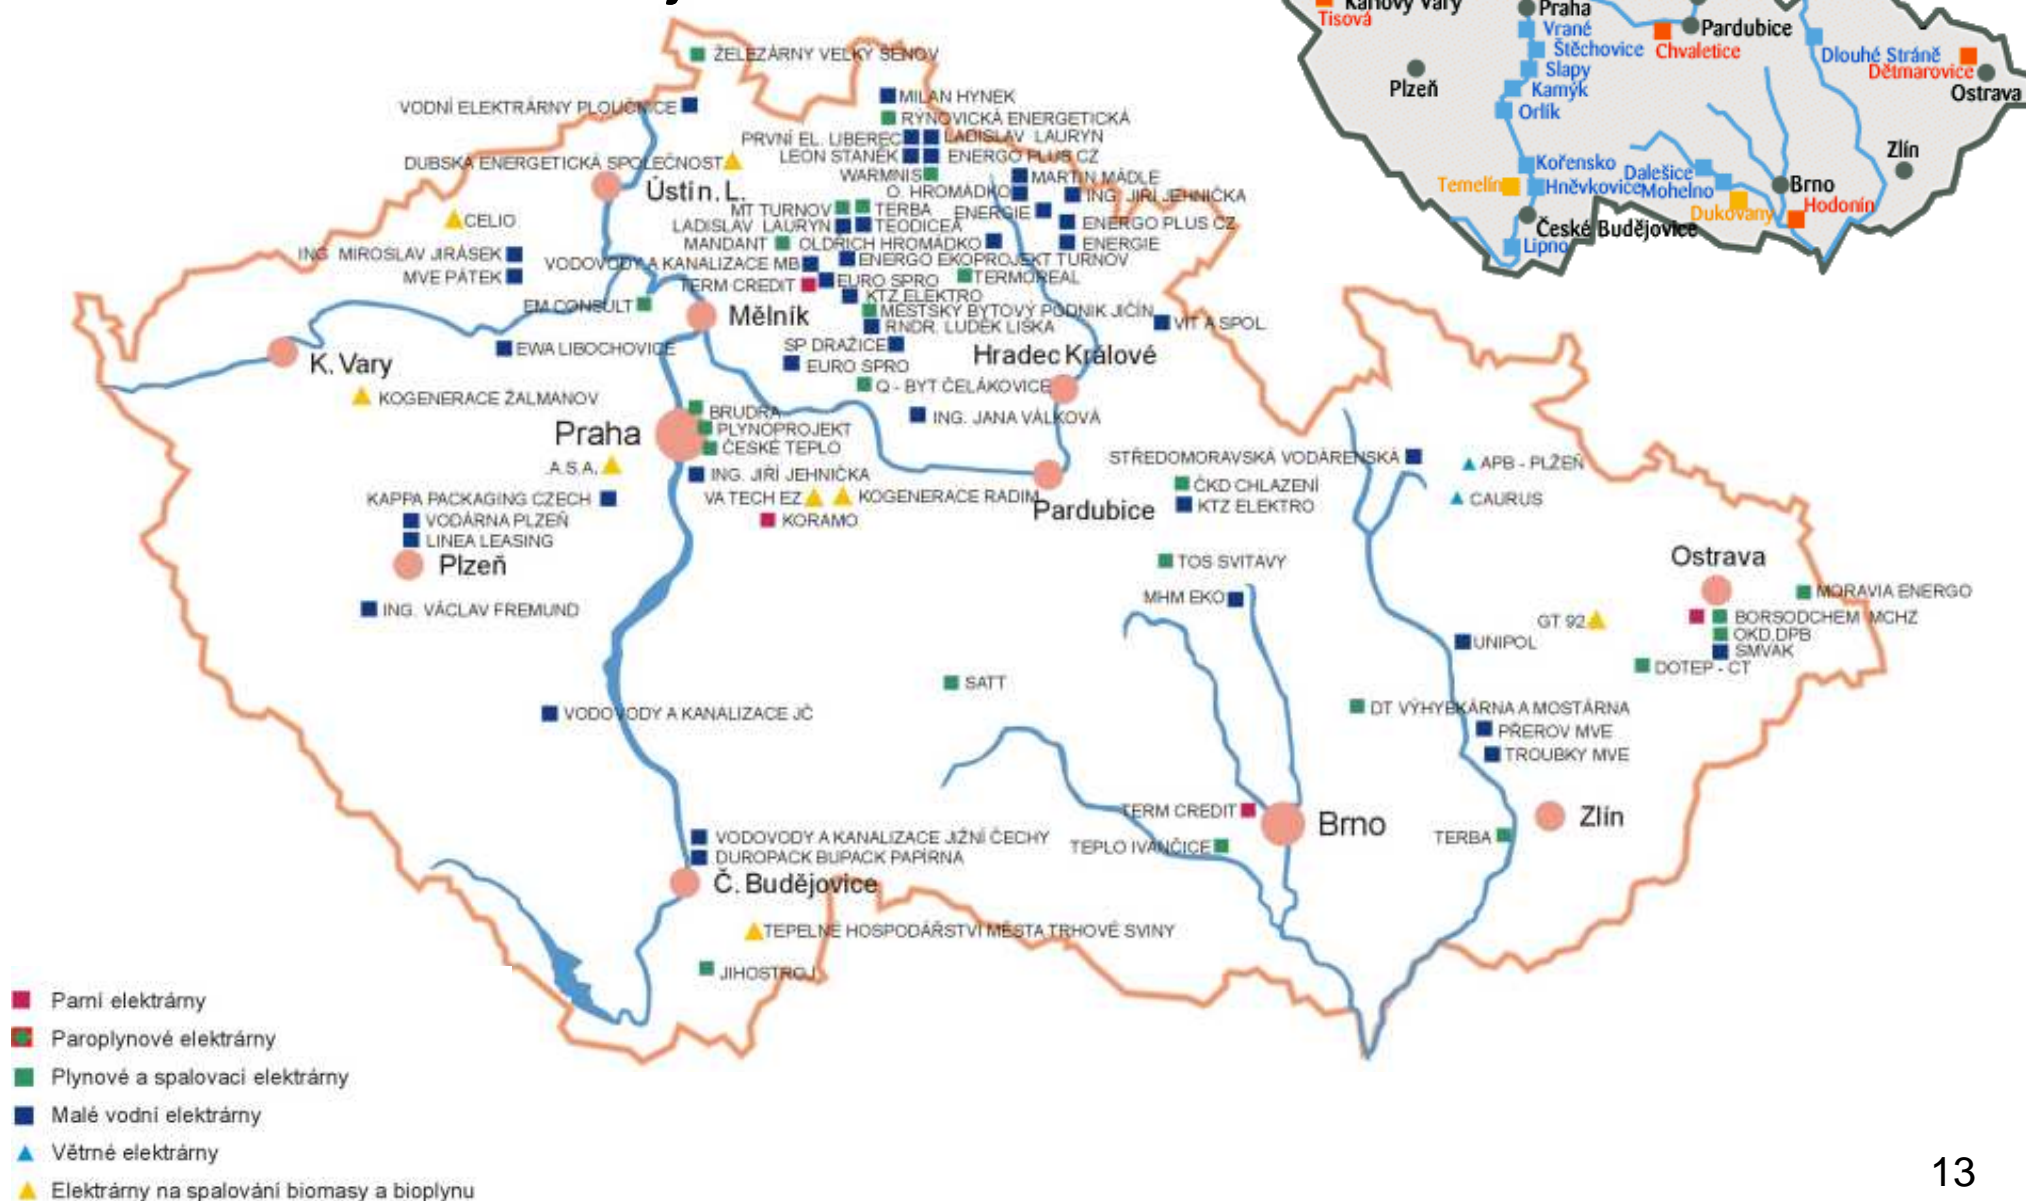 Karlovy Vary
Tisová
Praha
Vrané
Štěchovice
Slapy
Kamýk
Orlík
Pardubice
Chvaletice
Dlouhé Stráně
Dětmarovice
Ostrava
Plzeň
Zlín
Kořensko
Temelín
Hněvkovice
Dalešice
Mohelno
Brno
Dukovany
Hodonín
České Budějovice
Lipno
ŽELEZÁRNY VELKÝ ŠENOV
VODNÍ ELEKTRÁRNY PLOUČNICE
MILAN HYNEK
RÝNOVICKÁ ENERGETICKÁ
PRVNÍ EL. LIBEREC
LADISLAV LAURYN
DUBSKÁ ENERGETICKÁ SPOLEČNOST
LEON STANĚK
ENERGO PLUS CZ
WARMNIS
MARTIN MÁDLE
Ústí n. L.
O. HROMÁDKO
ING. JIŘÍ JEHNIČKA
CELIO
MT TURNOV
TERBA
ENERGIE
LADISLAV LAURYN
TEODICEA
ENERGO PLUS CZ
MANDANT
OLDŘICH HROMÁDKO
ENERGIE
ING MIROSLAV JIRÁSEK
VODOVODY A KANALIZACE MB
ENERGO EKOPROJEKT TURNOV
MVE PÁTEK
TERM CREDIT
EURO SPRO
TERMOREAL
KTZ ELEKTRO
EM CONSULT
MĚSTSKÝ BYTOVÝ PODNIK JIČÍN
Mělník
RNDR. LUDĚK LIŠKA
VIT A SPOL.
EWA LIBOCHOVICE
SP DRAŽICE
Hradec Králové
K. Vary
EURO SPRO
Q - BYT ČELÁKOVICE
KOGENERACE ŽALMANOV
BRUDRA
ING. JANA VÁLKOVÁ
Praha
PLYNOPROJEKT
ČESKÉ TEPLO
STŘEDOMORAVSKÁ VODÁRENSKÁ
APB - PLŽEŇ
.A.S.A.
ING. JIŘÍ JEHNIČKA
ČKD CHLAZENÍ
KAPPA PACKAGING CZECH
VA TECH EZ
KOGENERACE RADIM
KTZ ELEKTRO
CAURUS
VODÁRNA PLZEŇ
KORAMO
Pardubice
LINEA LEASING
Plzeň
TOS SVITAVY
Ostrava
MORAVIA ENERGO
MHM EKO
ING. VÁCLAV FREMUND
GT 92
BORSODCHEM MCHZ
OKD,DPB
UNIPOL
SMVAK
DOTEP - CT
SATT
VODOVODY A KANALIZACE JČ
DT VÝHYBKÁRNA A MOSTÁRNA
PŘEROV MVE
TROUBKY MVE
TERM CREDIT
Brno
Zlín
VODOVODY A KANALIZACE JIŽNÍ ČECHY
TEPLO IVANČICE
TERBA
DUROPACK BUPACK PAPÍRNA
Č. Budějovice
TEPELNÉ HOSPODÁŘSTVÍ MĚSTA TRHOVÉ SVINY
JIHOSTROJ
Parní elektrárny
Paroplynové elektrárny
Plynové a spalovací elektrárny
Malé vodní elektrárny
Větrné elektrárny
Elektrárny na spalování biomasy a bioplynu
13